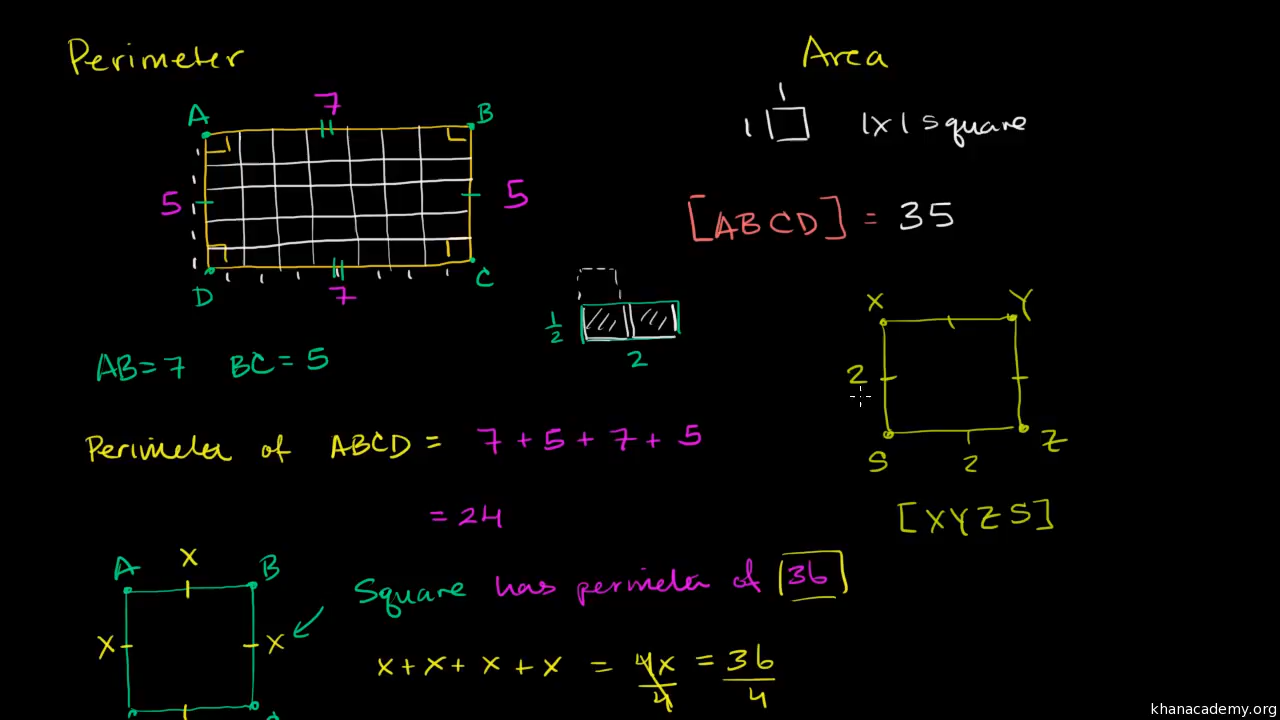 Perimeter
Area
A 7 B
1
1 1x1 square
5 5
[ABCD] = 35
D 7 C
X Y
1/2
2
2
AB=7 BC=5
Perimeter of ABCD = 7+5+7+5
S 2 Z
= 24
[XYZS]
A x B
Square has perimeter of 36
x x
x+x+x+x = 4x/4 = 36/4
khanacademy.org